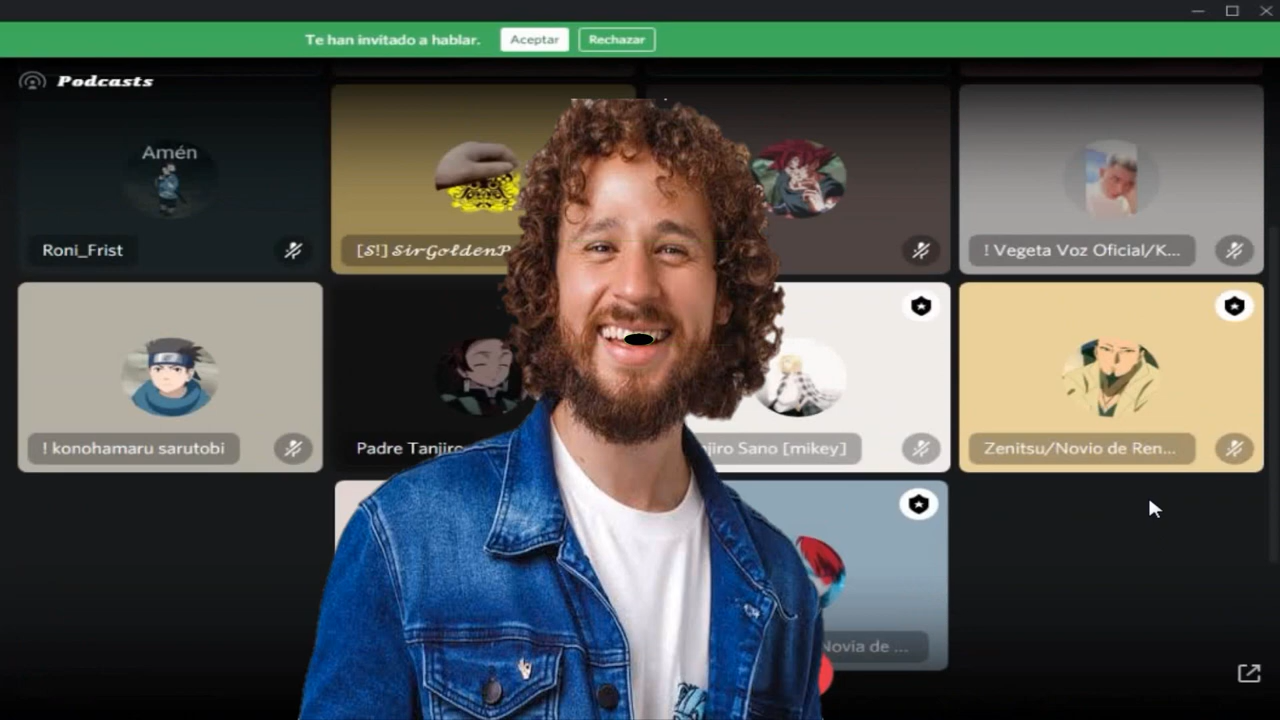 Te han invitado a hablar. Aceptar Rechazar
Podcasts
Amén
Roni_Frist
[𝓢!] 𝓢𝓲𝓻𝓖𝓸𝓵𝓭𝓮𝓷𝓟
! Vegeta Voz Oficial/K...
! konohamaru sarutobi
Padre Tanjiro
jiro Sano [mikey]
Zenitsu/Novio de Ren...
Novia de ...